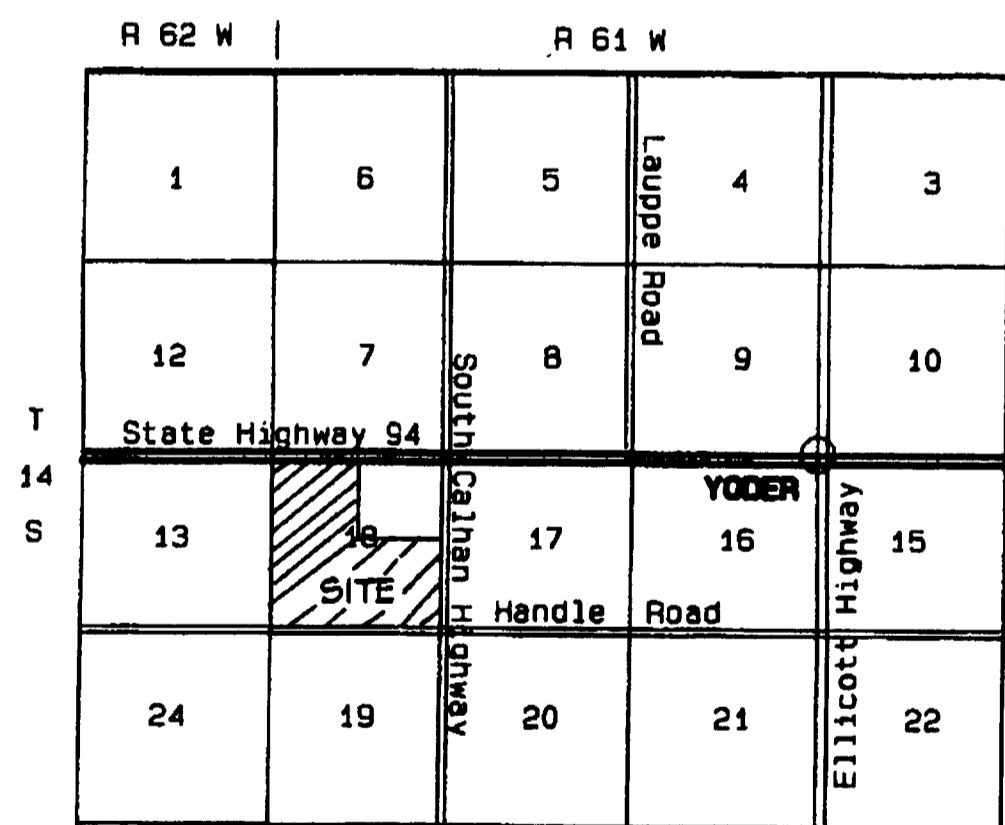 R 62 W
R 61 W
1
6
5
4
3
Lauppe Road
12
7
8
9
10
T
14
S
State Highway 94
South Calhan Highway
YODER
13
18
17
16
15
SITE
Handle Road
Ellicott Highway
24
19
20
21
22